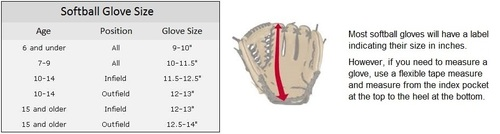 Softball Glove Size
Age Position Glove Size
6 and under All 9-10"
7-9 All 10-11.5"
10-14 Infield 11.5-12.5"
10-14 Outfield 12-13"
15 and older Infield 12-13"
15 and older Outfield 12.5-14"
Most softball gloves will have a label
indicating their size in inches.
However, if you need to measure a
glove, use a flexible tape measure
and measure from the index pocket
at the top to the heel at the bottom.